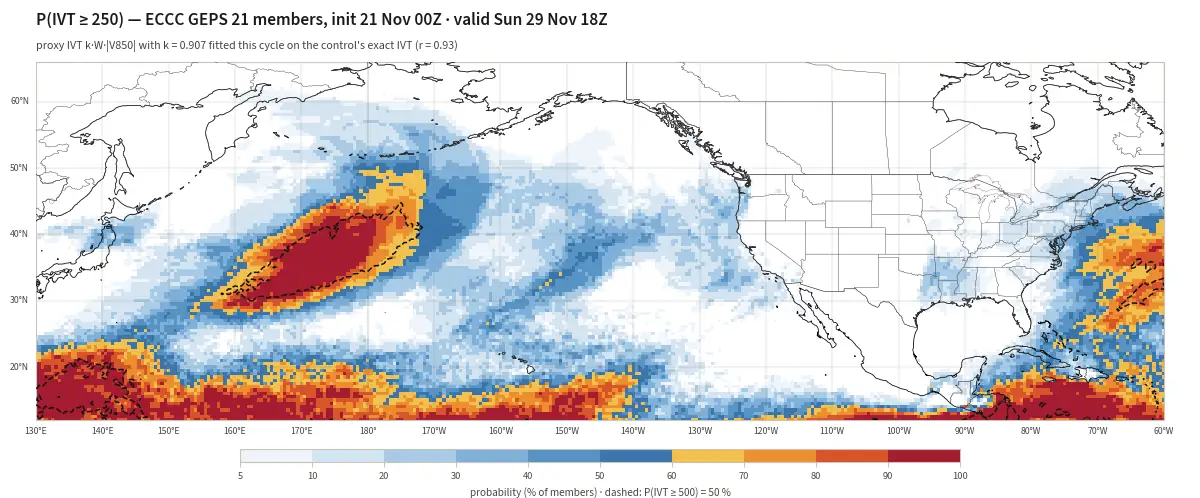 P(IVT ≥ 250) — ECCC GEPS 21 members, init 21 Nov 00Z · valid Sun 29 Nov 18Z
proxy IVT k·W·|V850| with k = 0.907 fitted this cycle on the control's exact IVT (r = 0.93)
60°N
50°N
40°N
30°N
20°N
130°E 140°E 150°E 160°E 170°E 180° 170°W 160°W 150°W 140°W 130°W 120°W 110°W 100°W 90°W 80°W 70°W 60°W
5 10 20 30 40 50 60 70 80 90 100
probability (% of members) · dashed: P(IVT ≥ 500) = 50 %